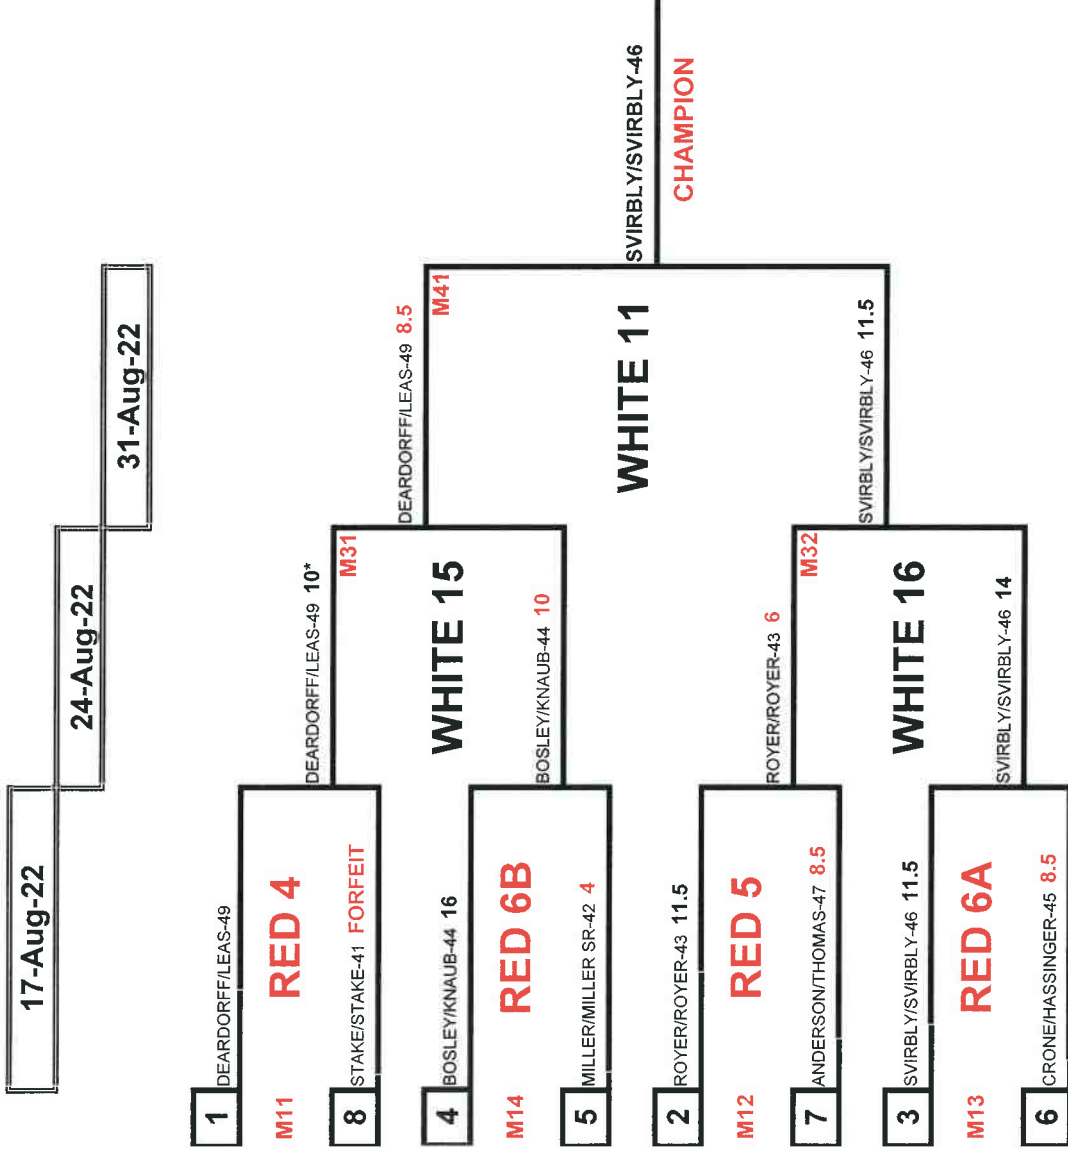 17-Aug-22
24-Aug-22
31-Aug-22
1
DEARDORFF/LEAS-49
M11
RED 4
8
STAKE/STAKE-41 FORFEIT
DEARDORFF/LEAS-49 10*
M31
WHITE 15
4
BOSLEY/KNAUB-44 16
M14
RED 6B
5
MILLER/MILLER SR-42 4
BOSLEY/KNAUB-44 10
DEARDORFF/LEAS-49 8.5
M41
WHITE 11
SVIRBLY/SVIRBLY-46
CHAMPION
2
ROYER/ROYER-43 11.5
M12
RED 5
7
ANDERSON/THOMAS-47 8.5
ROYER/ROYER-43 6
M32
WHITE 16
3
SVIRBLY/SVIRBLY-46 11.5
M13
RED 6A
6
CRONE/HASSINGER-45 8.5
SVIRBLY/SVIRBLY-46 14
SVIRBLY/SVIRBLY-46 11.5